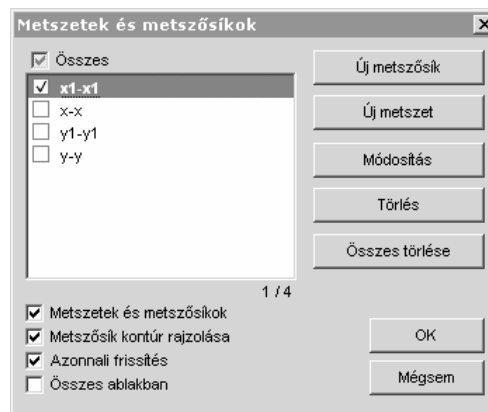 Metszetek és metszősíkok
Összes
x1-x1
x-x
y1-y1
y-y
1 / 4
Új metszősík
Új metszet
Módosítás
Törlés
Összes törlése
Metszetek és metszősíkok
Metszősík kontúr rajzolása
Azonnali frissítés
Összes ablakban
OK
Mégsem